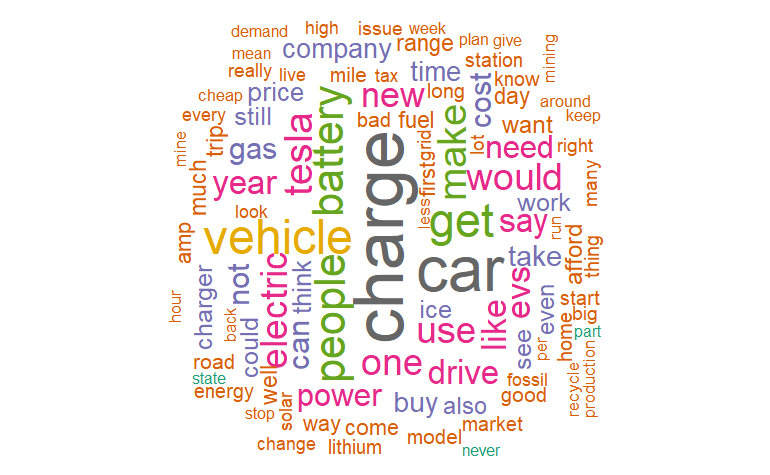 demand
high
issue
week
mean
company
range
plan
give
mining
really
live
mile
tax
time
station
know
cheap
price
battery
new
long
cost
day
around
every
still
tesla
bad
fuel
make
want
keep
mine
trip
gas
charge
first
grid
lot
need
right
much
year
would
many
look
less
get
say
work
run
amp
vehicle
car
take
afford
thing
hour
charger
not
electric
can
think
people
ice
evs
even
start
back
could
use
like
see
per
home
big
part
road
well
one
drive
fossil
state
energy
power
buy
also
good
recycle
production
stop
solar
way
come
model
market
change
lithium
never